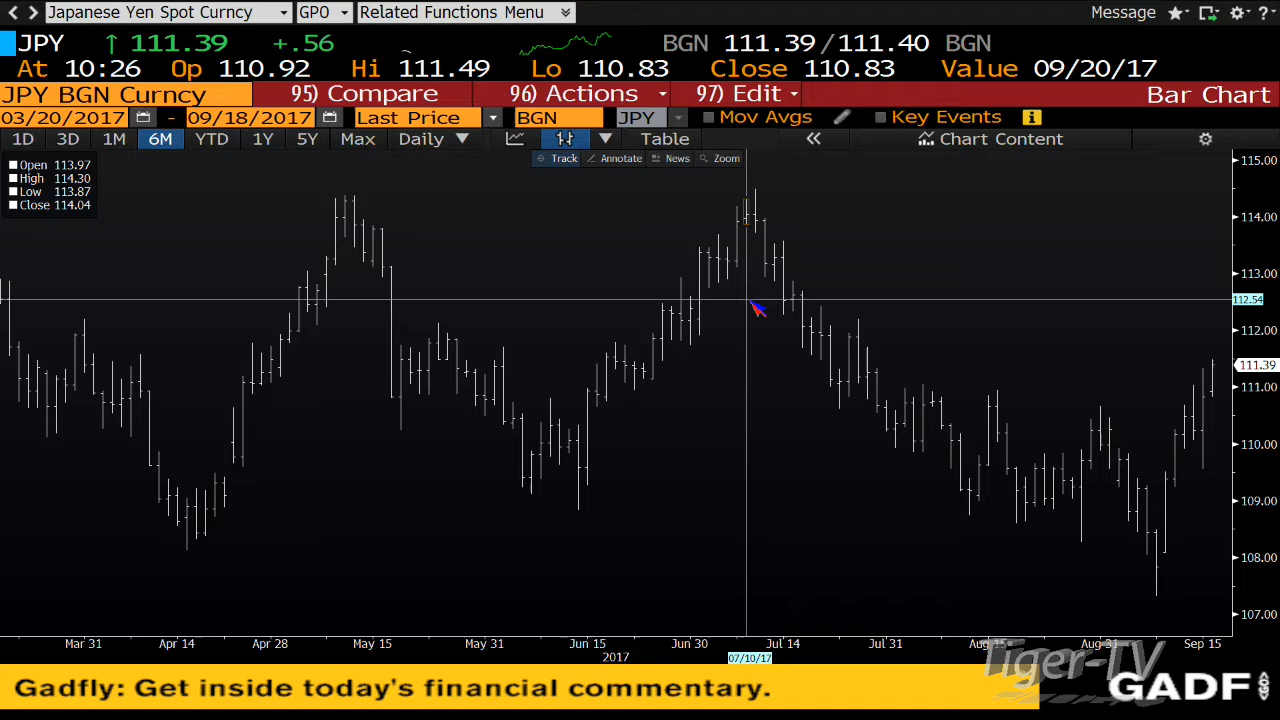 Japanese Yen Spot Curncy GPO Related Functions Menu Message ?
JPY ↑ 111.39 +.56 BGN 111.39/111.40 BGN
At 10:26 Op 110.92 Hi 111.49 Lo 110.83 Close 110.83 Value 09/20/17
JPY BGN Curncy 95) Compare 96) Actions 97) Edit Bar Chart
03/20/2017 - 09/18/2017 Last Price BGN JPY Mov Avgs Key Events i
1D 3D 1M 6M YTD 1Y 5Y Max Daily Table « Chart Content
Track Annotate News Zoom
Open 113.97
High 114.30
Low 113.87
Close 114.04
115.00
114.00
113.00
112.54
112.00
111.39
111.00
110.00
109.00
108.00
107.00
Mar 31 Apr 14 Apr 28 May 15 May 31 Jun 15 Jun 30 Jul 14 Jul 31 Aug 15 Aug 31 Sep 15
2017 07/10/17
Tiger-TV
Gadfly: Get inside today's financial commentary. GADF